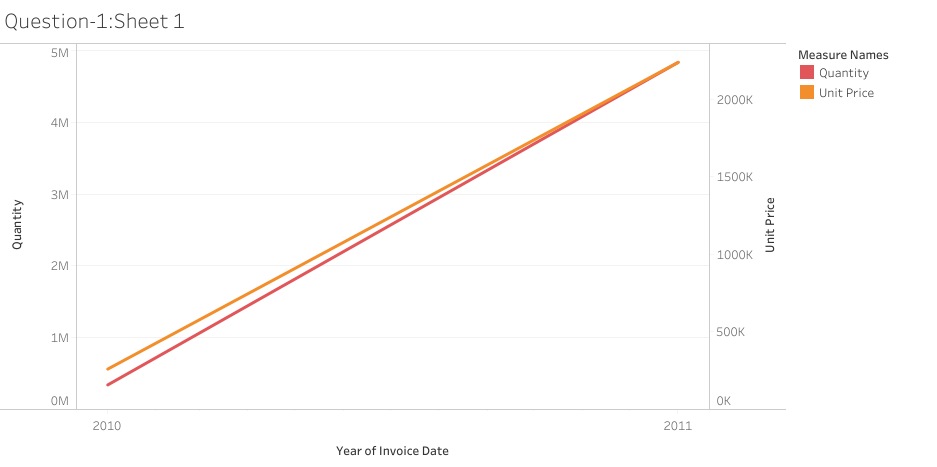 Question-1:Sheet 1
5M
4M
3M
2M
1M
0M
Quantity
2000K
1500K
1000K
500K
0K
Unit Price
2010
2011
Year of Invoice Date
Measure Names
Quantity
Unit Price